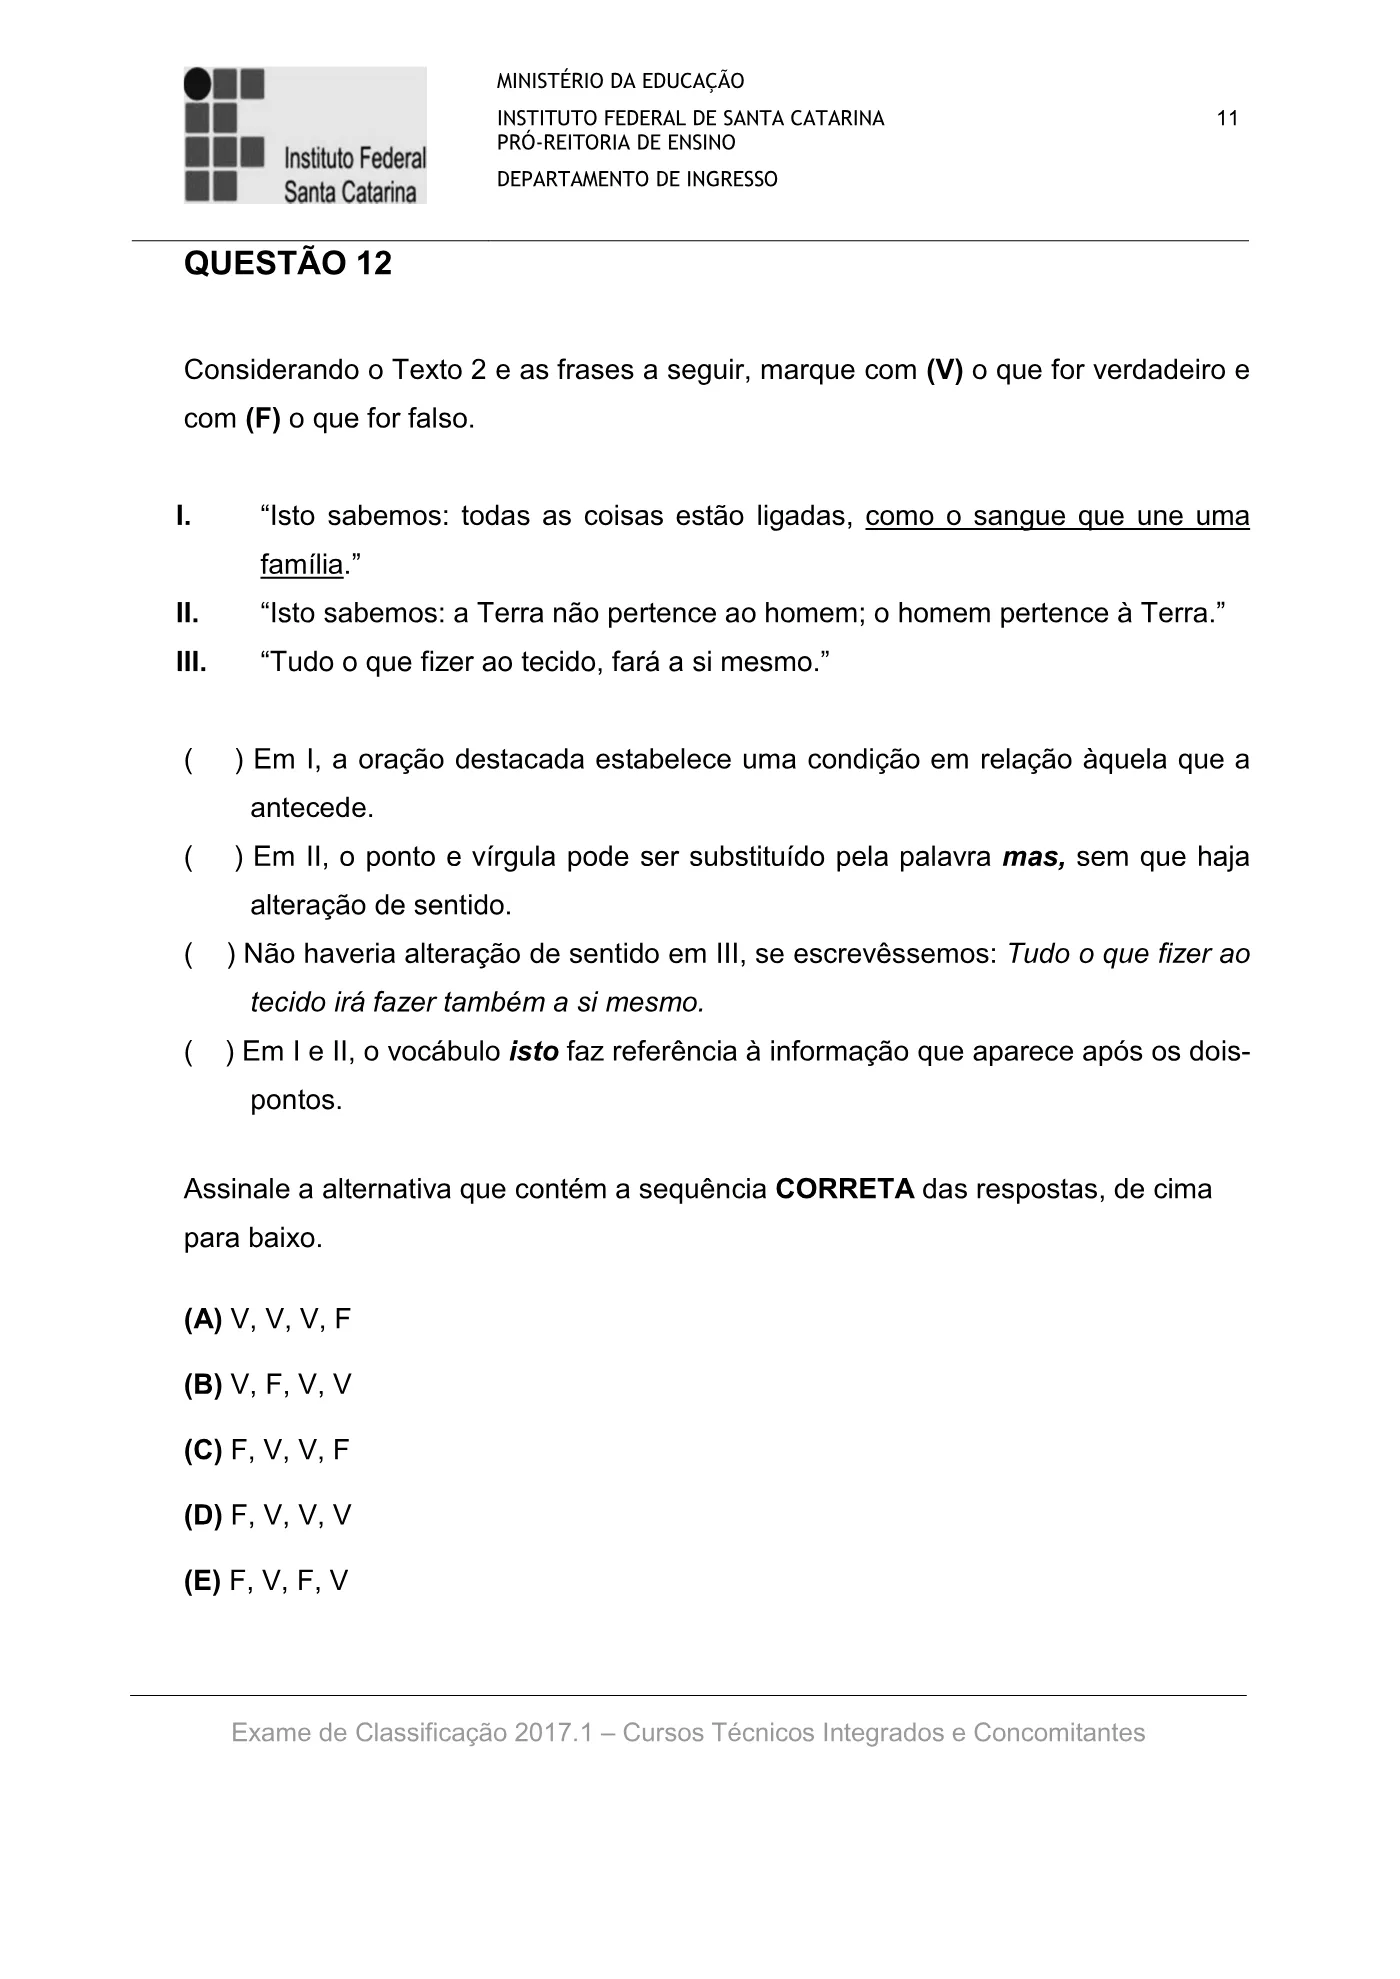 Instituto Federal
Santa Catarina
MINISTÉRIO DA EDUCAÇÃO
INSTITUTO FEDERAL DE SANTA CATARINA
PRÓ-REITORIA DE ENSINO
DEPARTAMENTO DE INGRESSO
11
QUESTÃO 12
Considerando o Texto 2 e as frases a seguir, marque com (V) o que for verdadeiro e
com (F) o que for falso.
I. “Isto sabemos: todas as coisas estão ligadas, como o sangue que une uma
família.”
II. “Isto sabemos: a Terra não pertence ao homem; o homem pertence à Terra.”
III. “Tudo o que fizer ao tecido, fará a si mesmo.”
( ) Em I, a oração destacada estabelece uma condição em relação àquela que a
antecede.
( ) Em II, o ponto e vírgula pode ser substituído pela palavra mas, sem que haja
alteração de sentido.
( ) Não haveria alteração de sentido em III, se escrevêssemos: Tudo o que fizer ao
tecido irá fazer também a si mesmo.
( ) Em I e II, o vocábulo isto faz referência à informação que aparece após os dois-
pontos.
Assinale a alternativa que contém a sequência CORRETA das respostas, de cima
para baixo.
(A) V, V, V, F
(B) V, F, V, V
(C) F, V, V, F
(D) F, V, V, V
(E) F, V, F, V
Exame de Classificação 2017.1 – Cursos Técnicos Integrados e Concomitantes